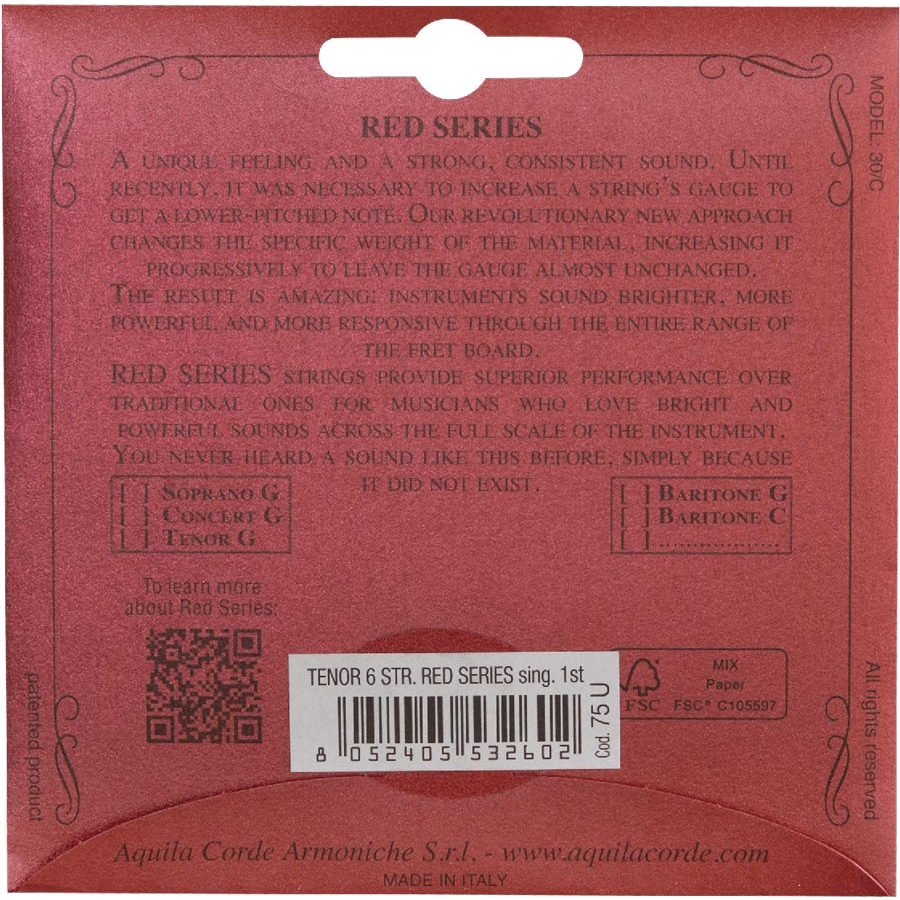 RED SERIES
A UNIQUE FEELING AND A STRONG, CONSISTENT SOUND. UNTIL
RECENTLY, IT WAS NECESSARY TO INCREASE A STRING'S GAUGE TO
GET A LOWER-PITCHED NOTE. OUR REVOLUTIONARY NEW APPROACH
CHANGES THE SPECIFIC WEIGHT OF THE MATERIAL, INCREASING IT
PROGRESSIVELY TO LEAVE THE GAUGE ALMOST UNCHANGED.
THE RESULT IS AMAZING: INSTRUMENTS SOUND BRIGHTER, MORE
POWERFUL AND MORE RESPONSIVE THROUGH THE ENTIRE RANGE OF
THE FRET BOARD.
RED SERIES STRINGS PROVIDE SUPERIOR PERFORMANCE OVER
TRADITIONAL ONES FOR MUSICIANS WHO LOVE BRIGHT AND
POWERFUL SOUNDS ACROSS THE FULL SCALE OF THE INSTRUMENT.
YOU NEVER HEARD A SOUND LIKE THIS BEFORE, SIMPLY BECAUSE
IT DID NOT EXIST.
[ ] SOPRANO G
[ ] CONCERT G
[ ] TENOR G
[ ] BARITONE G
[ ] BARITONE C
[ ] ...................
MODEL. 30/C
To learn more
about Red Series:
TENOR 6 STR. RED SERIES sing. 1st
8 052405 532602
Cod. 75 U
FSC
MIX
Paper
FSC® C105597
patented product
All rights reserved
Aquila Corde Armoniche S.r.l. - www.aquilacorde.com
MADE IN ITALY